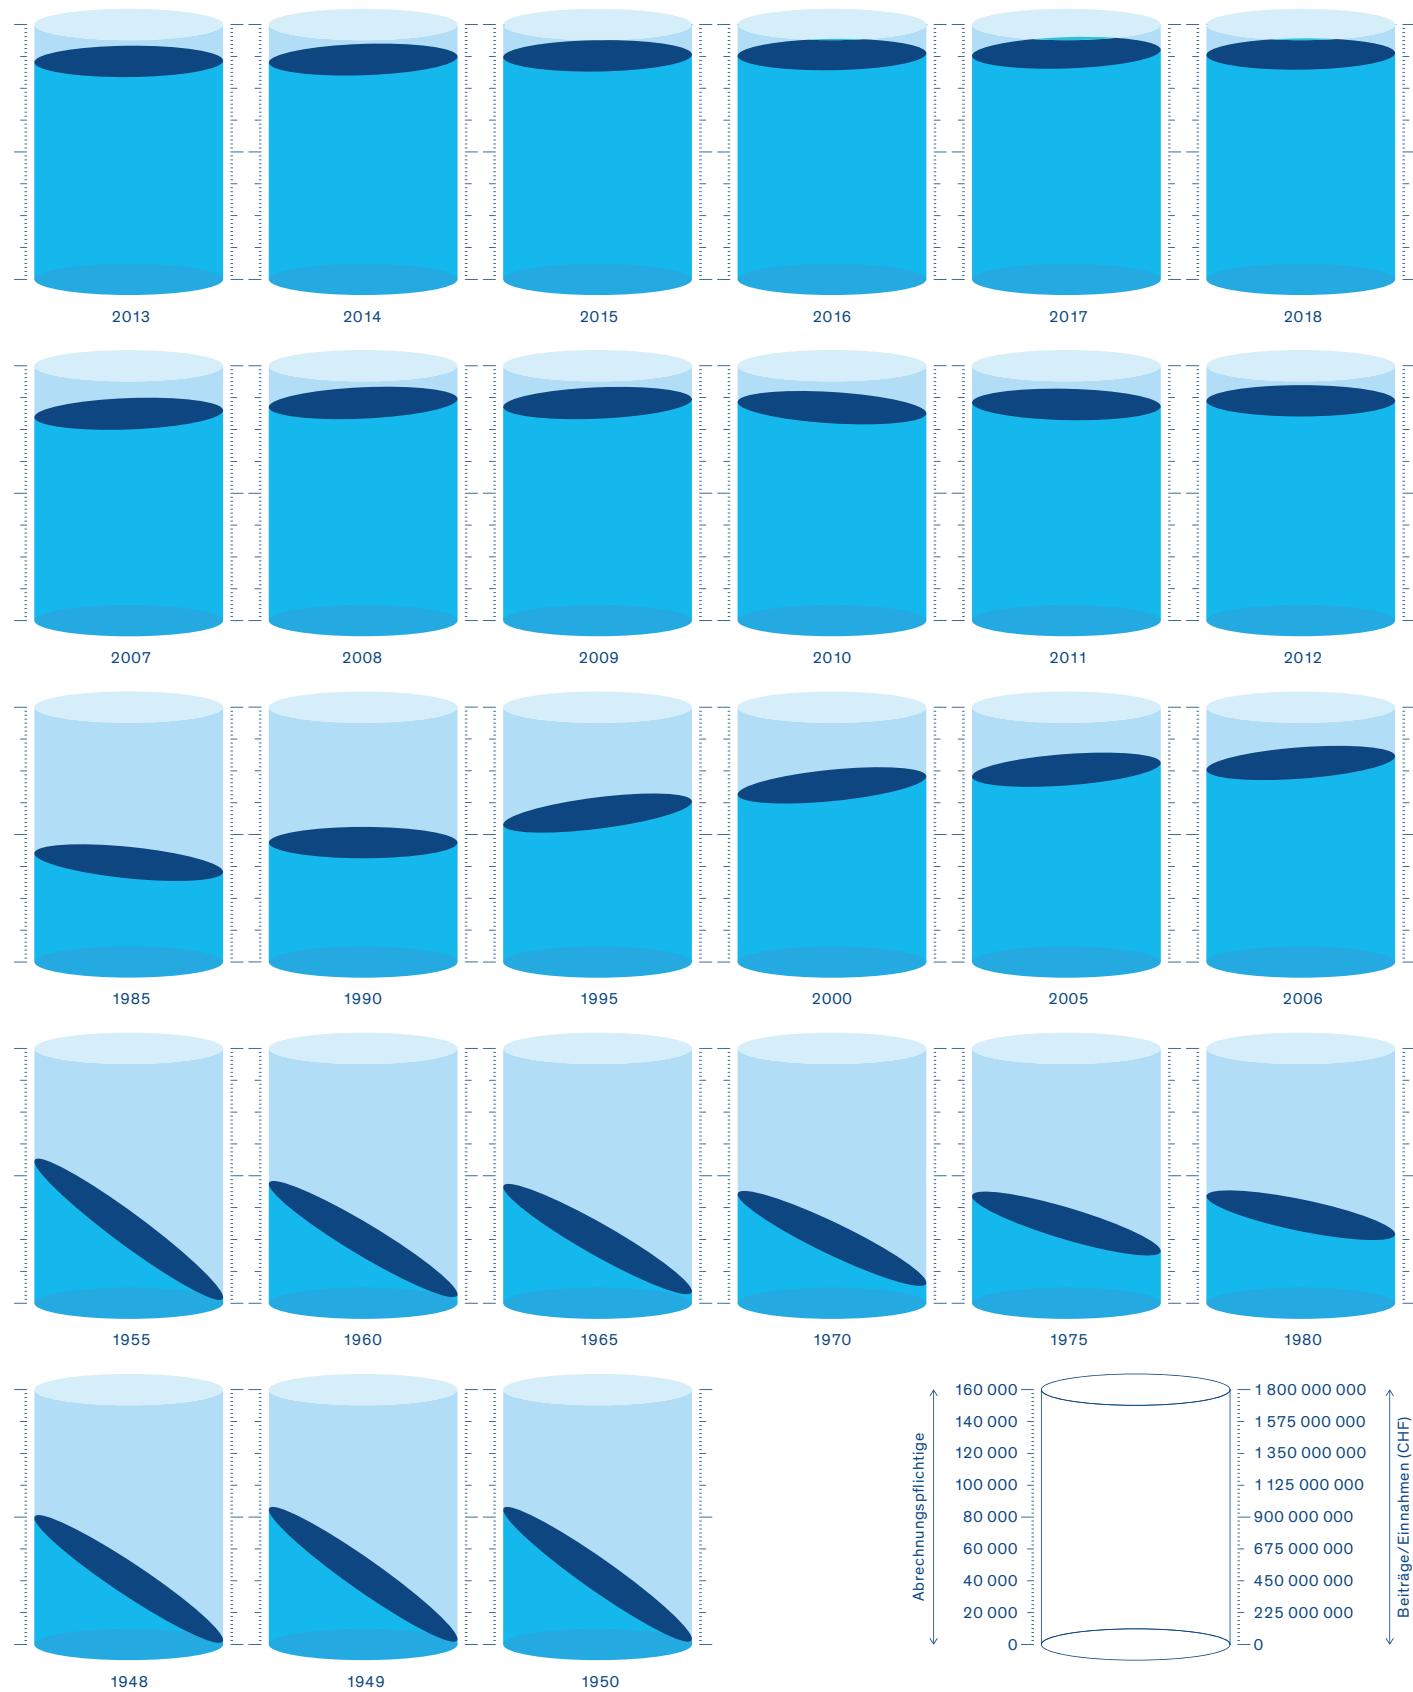 2013 2014 2015 2016 2017 2018
2007 2008 2009 2010 2011 2012
1985 1990 1995 2000 2005 2006
1955 1960 1965 1970 1975 1980
Abrechnungspflichtige
160 000 1 800 000 000
140 000 1 575 000 000
120 000 1 350 000 000
100 000 1 125 000 000
80 000 900 000 000
60 000 675 000 000
40 000 450 000 000
20 000 225 000 000
0 0
Beiträge/Einnahmen (CHF)
1948 1949 1950